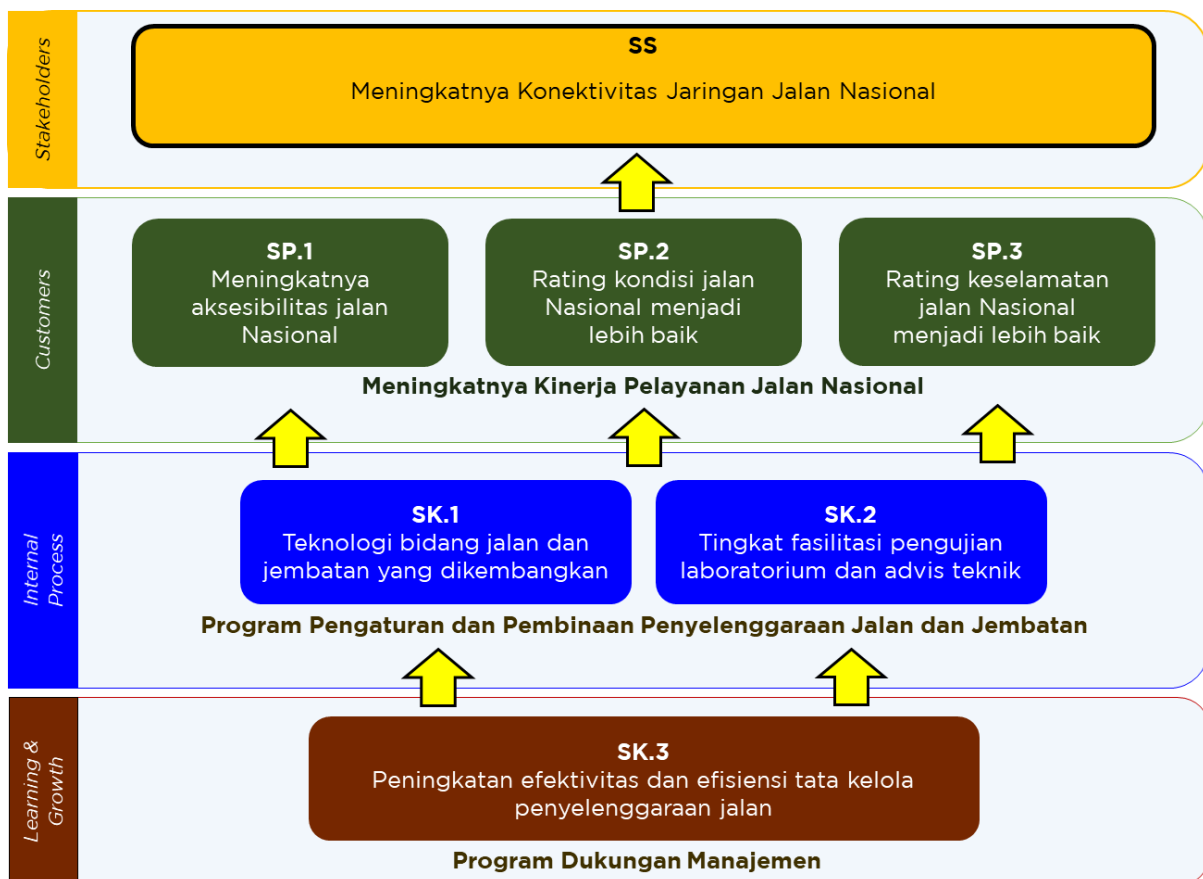 Stakeholders
SS
Meningkatnya Konektivitas Jaringan Jalan Nasional
Customers
SP.1
Meningkatnya
aksesibilitas jalan
Nasional
SP.2
Rating kondisi jalan
Nasional menjadi
lebih baik
SP.3
Rating keselamatan
jalan Nasional
menjadi lebih baik
Meningkatnya Kinerja Pelayanan Jalan Nasional
Internal
Process
SK.1
Teknologi bidang jalan dan
jembatan yang dikembangkan
SK.2
Tingkat fasilitasi pengujian
laboratorium dan advis teknik
Program Pengaturan dan Pembinaan Penyelenggaraan Jalan dan Jembatan
Learning &
Growth
SK.3
Peningkatan efektivitas dan efisiensi tata kelola
penyelenggaraan jalan
Program Dukungan Manajemen